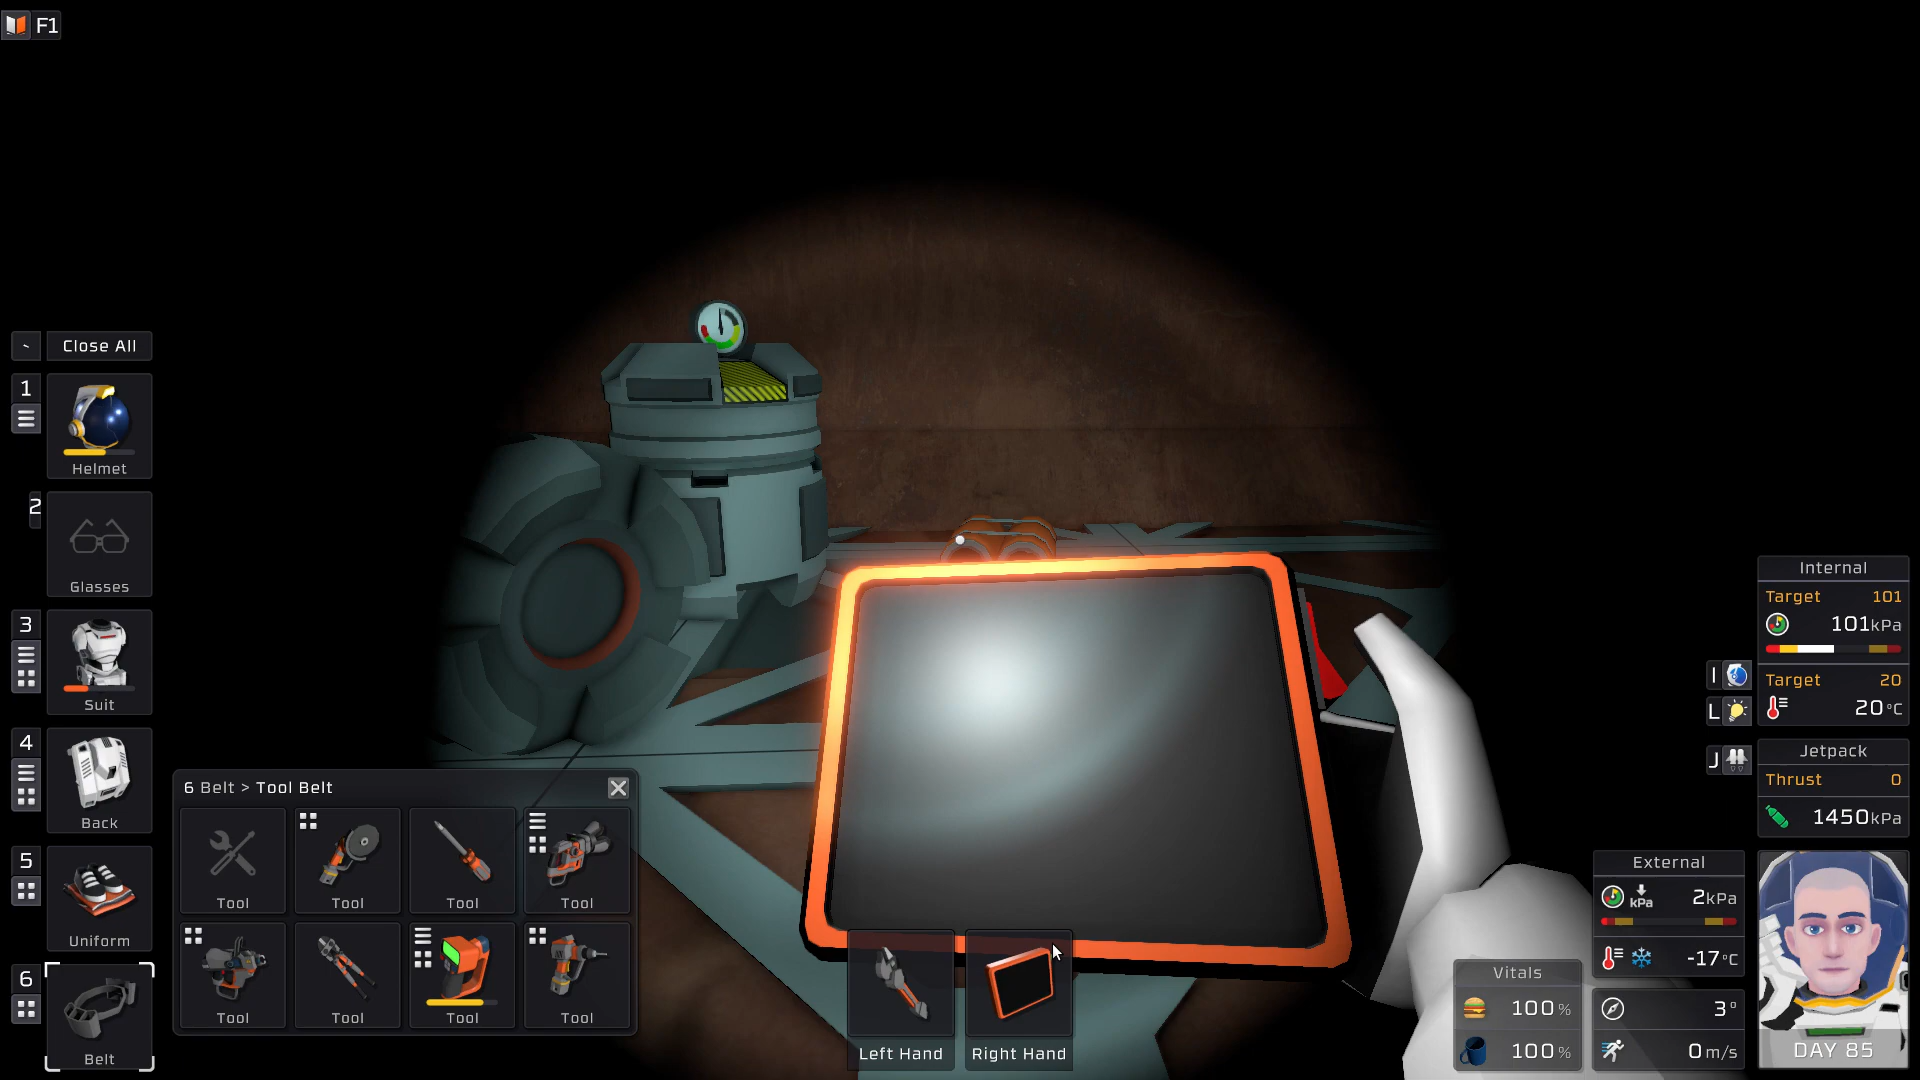 F1
~ Close All
1
Helmet
2
Glasses
3
Suit
4
Back
5
Uniform
6
Belt
6 Belt > Tool Belt
Tool
Tool
Tool
Tool
Tool
Tool
Tool
Tool
Left Hand
Right Hand
Internal
Target 101
101kPa
Target 20
20°C
I
L
J
Jetpack
Thrust 0
1450kPa
External
kPa 2kPa
-17°C
3°
0m/s
Vitals
100%
100%
DAY 85